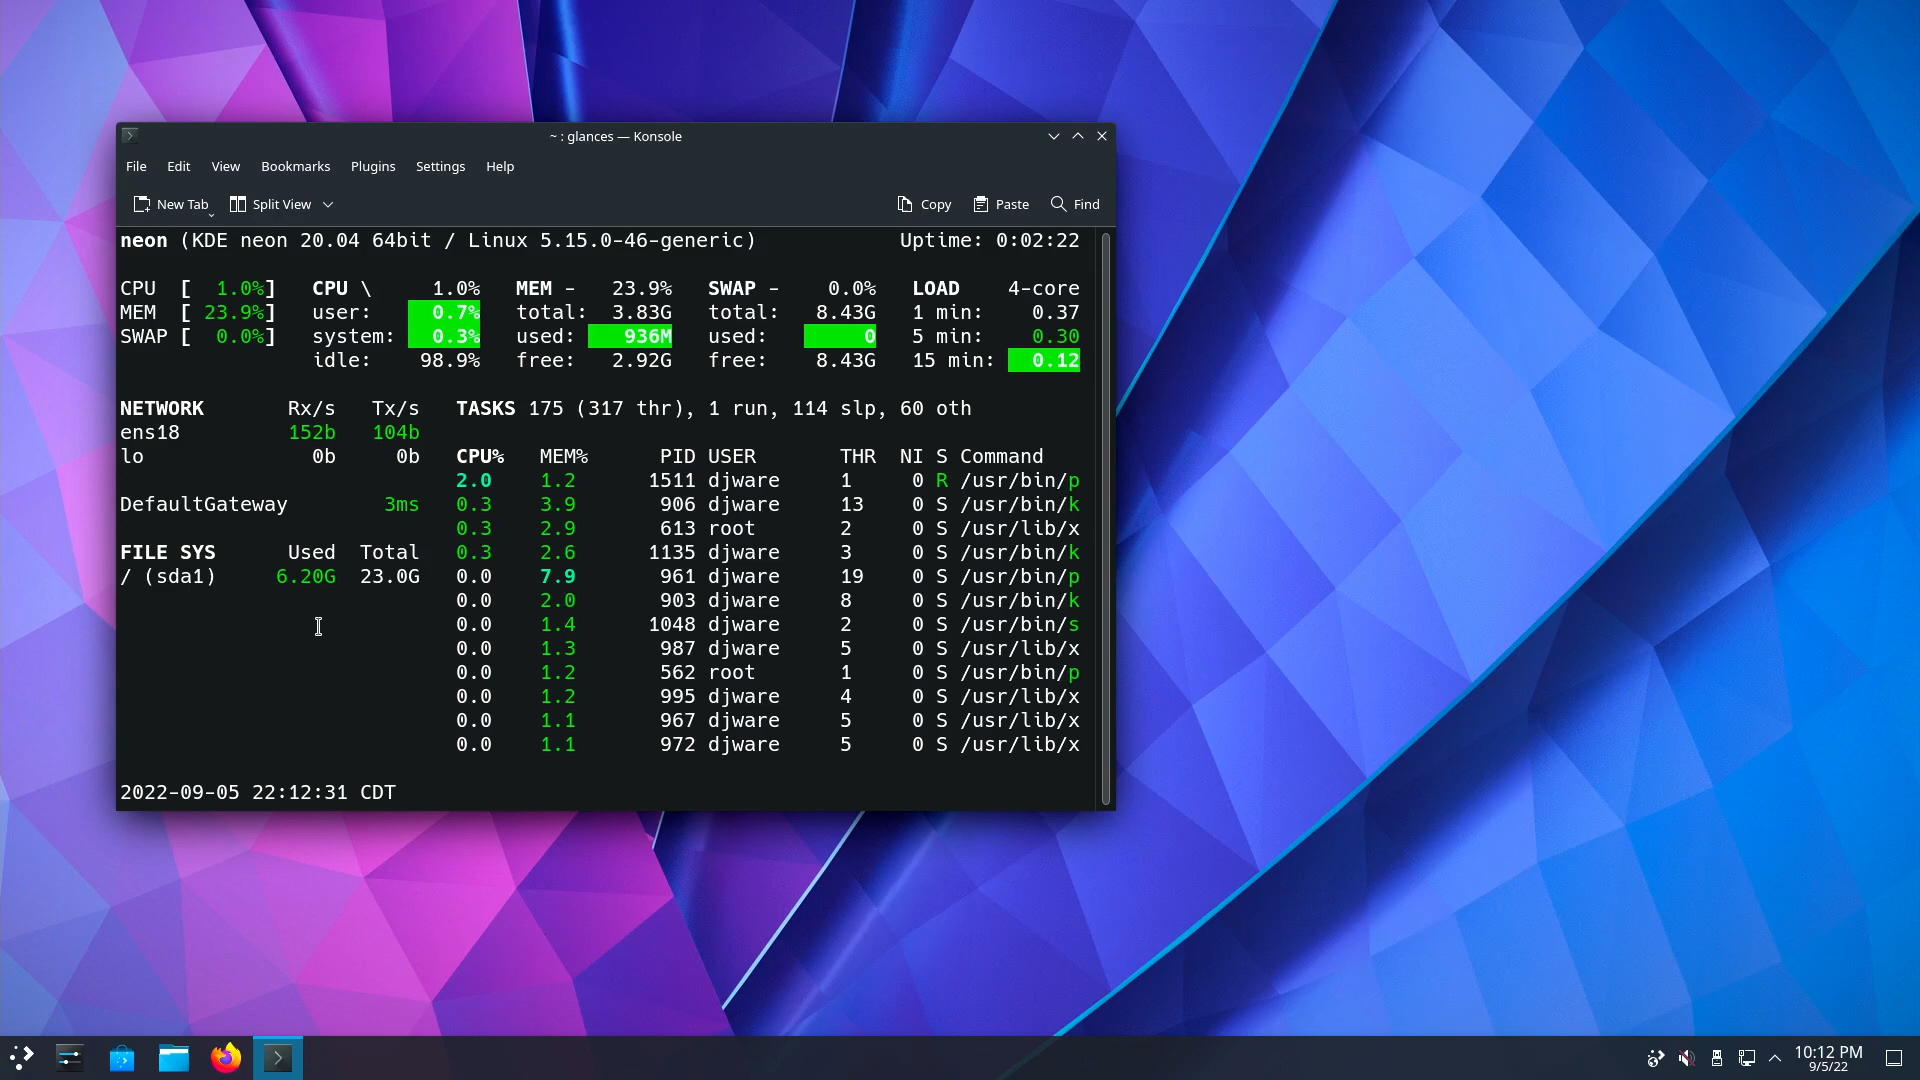 ~ : glances — Konsole
File Edit View Bookmarks Plugins Settings Help
New Tab Split View Copy Paste Find
neon (KDE neon 20.04 64bit / Linux 5.15.0-46-generic) Uptime: 0:02:22
CPU [ 1.0%] CPU \ 1.0% MEM - 23.9% SWAP - 0.0% LOAD 4-core
MEM [ 23.9%] user: 0.7% total: 3.83G total: 8.43G 1 min: 0.37
SWAP [ 0.0%] system: 0.3% used: 936M used: 0 5 min: 0.30
idle: 98.9% free: 2.92G free: 8.43G 15 min: 0.12
NETWORK Rx/s Tx/s TASKS 175 (317 thr), 1 run, 114 slp, 60 oth
ens18 152b 104b
lo 0b 0b CPU% MEM% PID USER THR NI S Command
2.0 1.2 1511 djware 1 0 R /usr/bin/p
DefaultGateway 3ms 0.3 3.9 906 djware 13 0 S /usr/bin/k
0.3 2.9 613 root 2 0 S /usr/lib/x
FILE SYS Used Total 0.3 2.6 1135 djware 3 0 S /usr/bin/k
/ (sda1) 6.20G 23.0G 0.0 7.9 961 djware 19 0 S /usr/bin/p
0.0 2.0 903 djware 8 0 S /usr/bin/k
0.0 1.4 1048 djware 2 0 S /usr/bin/s
0.0 1.3 987 djware 5 0 S /usr/lib/x
0.0 1.2 562 root 1 0 S /usr/bin/p
0.0 1.2 995 djware 4 0 S /usr/lib/x
0.0 1.1 967 djware 5 0 S /usr/lib/x
0.0 1.1 972 djware 5 0 S /usr/lib/x
2022-09-05 22:12:31 CDT
10:12 PM
9/5/22